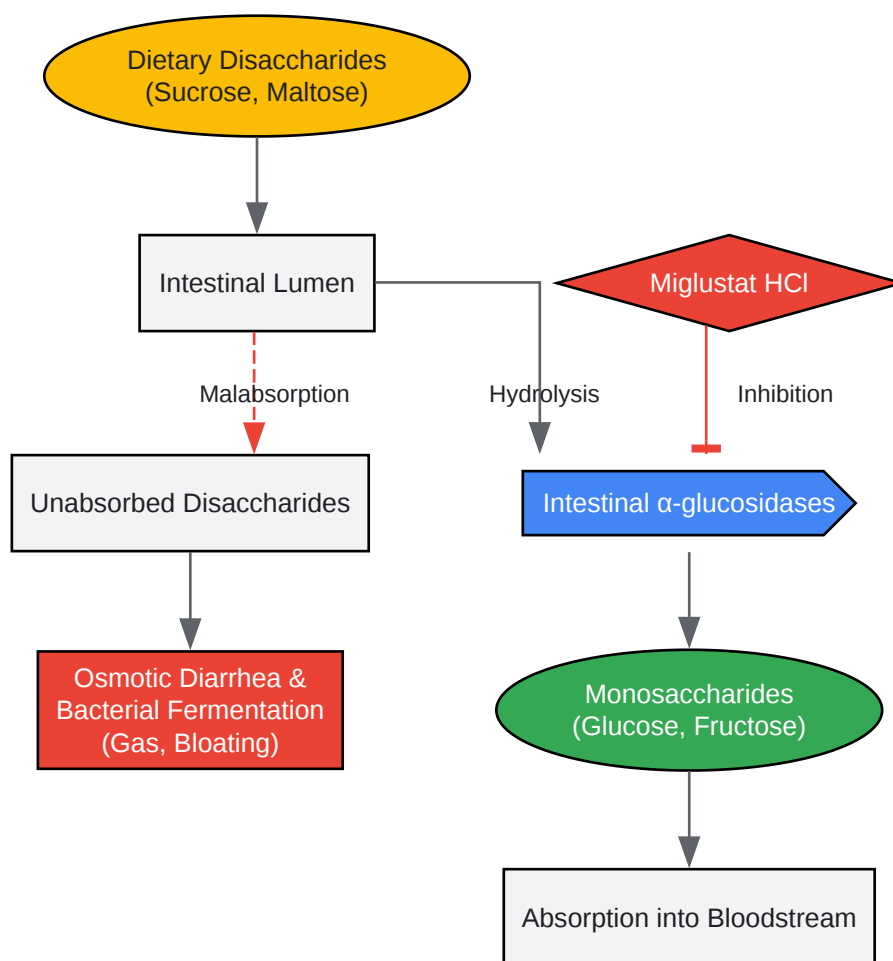 Dietary Disaccharides
(Sucrose, Maltose)
Intestinal Lumen
Miglustat HCl
Malabsorption
Hydrolysis
Inhibition
Unabsorbed Disaccharides
Intestinal α-glucosidases
Osmotic Diarrhea &
Bacterial Fermentation
(Gas, Bloating)
Monosaccharides
(Glucose, Fructose)
Absorption into Bloodstream